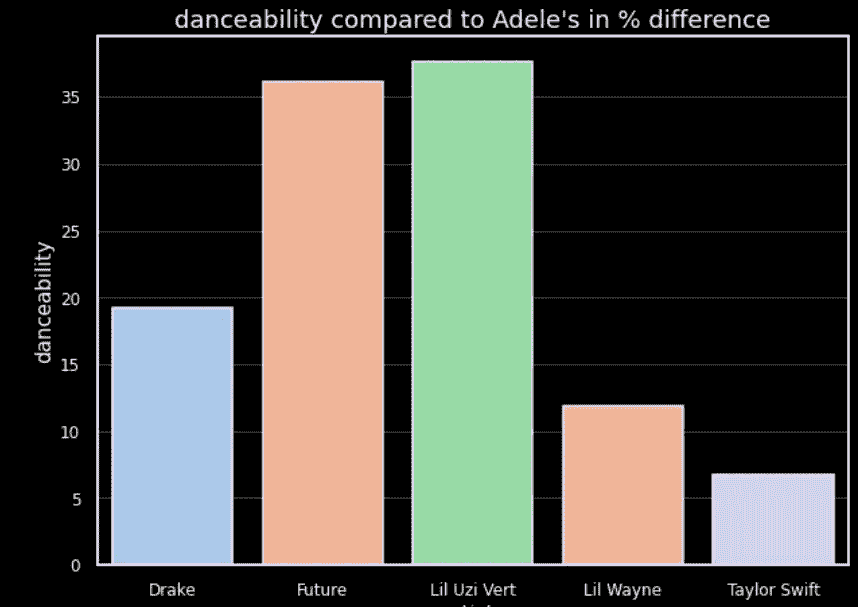 danceability compared to Adele's in % difference
danceability
35
30
25
20
15
10
5
0
Drake
Future
Lil Uzi Vert
Lil Wayne
Taylor Swift